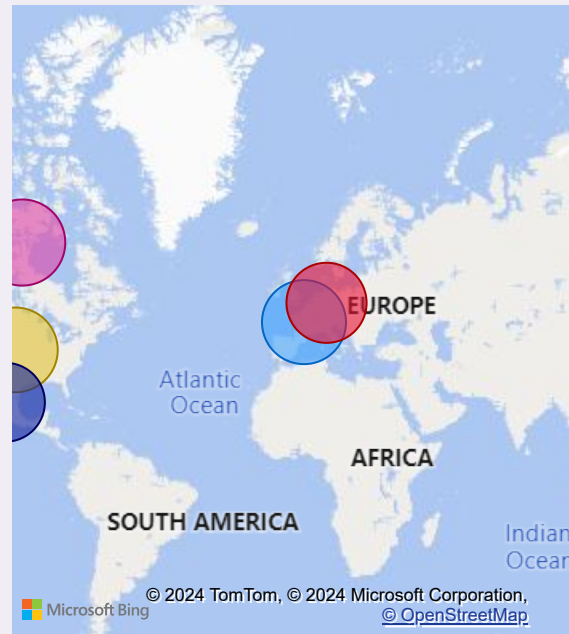 EUROPE
Atlantic
Ocean
AFRICA
SOUTH AMERICA
Indian
Ocean
© 2024 TomTom, © 2024 Microsoft Corporation,
Microsoft Bing
© OpenStreetMap